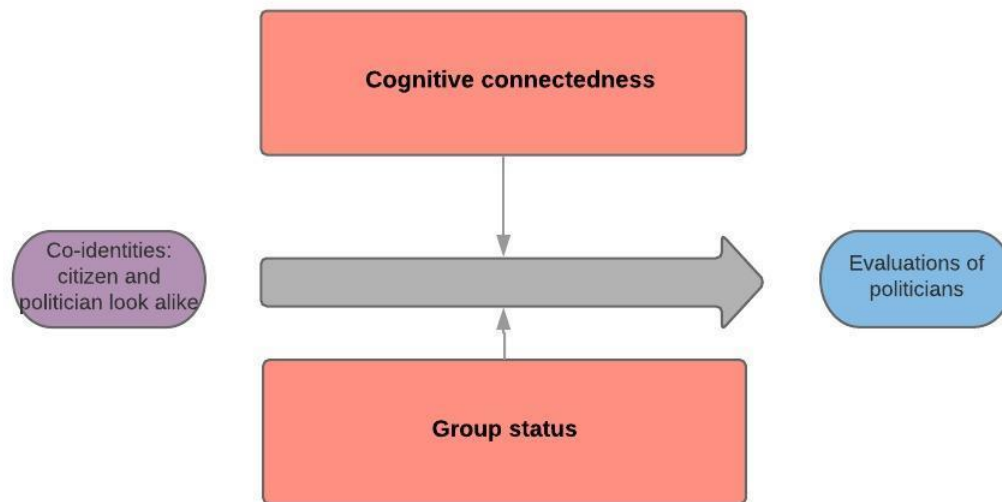 Cognitive connectedness
Co-identities:
citizen and
politician look alike
Evaluations of
politicians
Group status